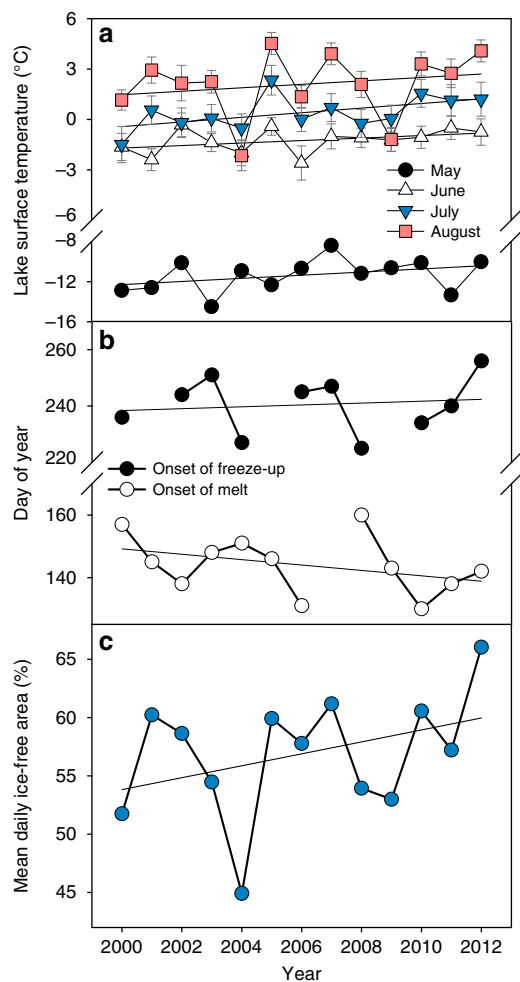 a
Lake surface temperature (°C)
6
3
0
−3
−6
−8
−12
−16
May
June
July
August
b
Day of year
260
240
220
160
140
Onset of freeze-up
Onset of melt
c
Mean daily ice-free area (%)
65
60
55
50
45
2000 2002 2004 2006 2008 2010 2012
Year